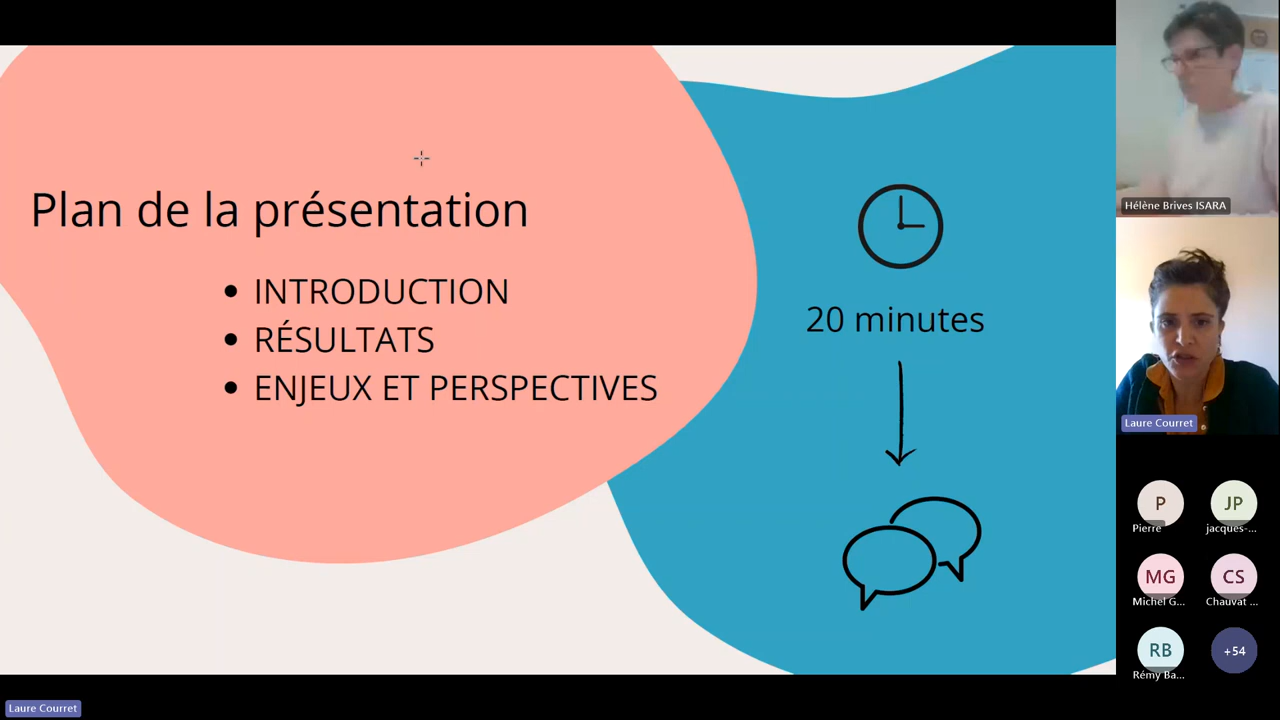 Plan de la présentation
• INTRODUCTION
• RÉSULTATS
• ENJEUX ET PERSPECTIVES
20 minutes
Hélène Brives ISARA
Laure Courret
P
Pierre
JP
jacques-...
MG
Michel G...
CS
Chauvat ...
RB
Rémy Ba...
+54
Laure Courret